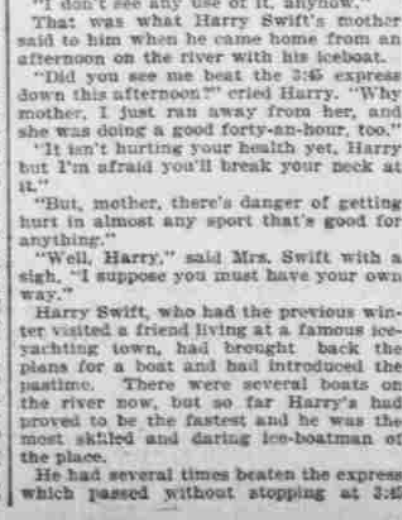 "I don't see any use of it, anyhow."
That was what Harry Swift's mother
said to him when he came home from an
afternoon on the river with his iceboat.
"Did you see me beat the 3:45 express
down this afternoon?" cried Harry. "Why
mother, I just ran away from her, and
she was doing a good forty-an-hour, too."
"It isn't hurting your health yet, Harry
but I'm afraid you'll break your neck at
it."
"But, mother, there's danger of getting
hurt in almost any sport that's good for
anything."
"Well, Harry," said Mrs. Swift with a
sigh, "I suppose you must have your own
way."
Harry Swift, who had the previous win-
ter visited a friend living at a famous ice-
yachting town, had brought back the
plans for a boat and had introduced the
pastime. There were several boats on
the river now, but so far Harry's had
proved to be the fastest and he was the
most skilled and daring ice-boatman of
the place.
He had several times beaten the express
which passed without stopping at 3:45